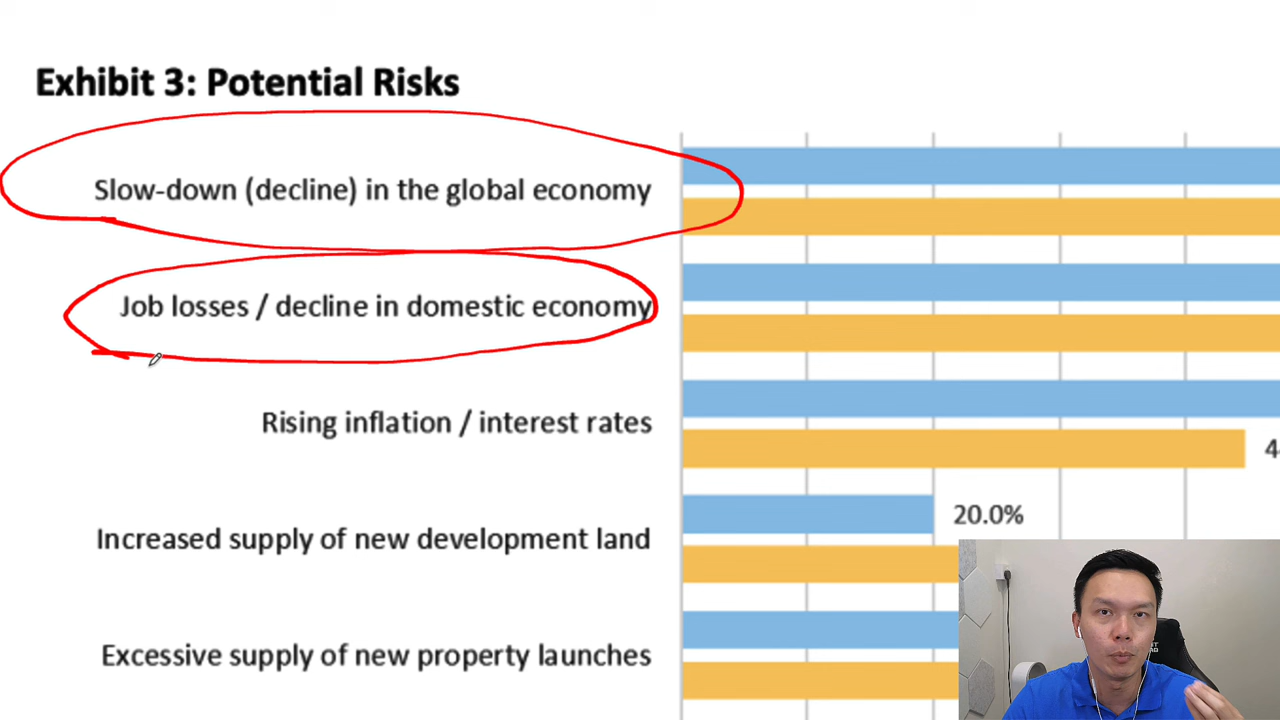 Exhibit 3: Potential Risks
Slow-down (decline) in the global economy
Job losses / decline in domestic economy
Rising inflation / interest rates
4
Increased supply of new development land
20.0%
Excessive supply of new property launches